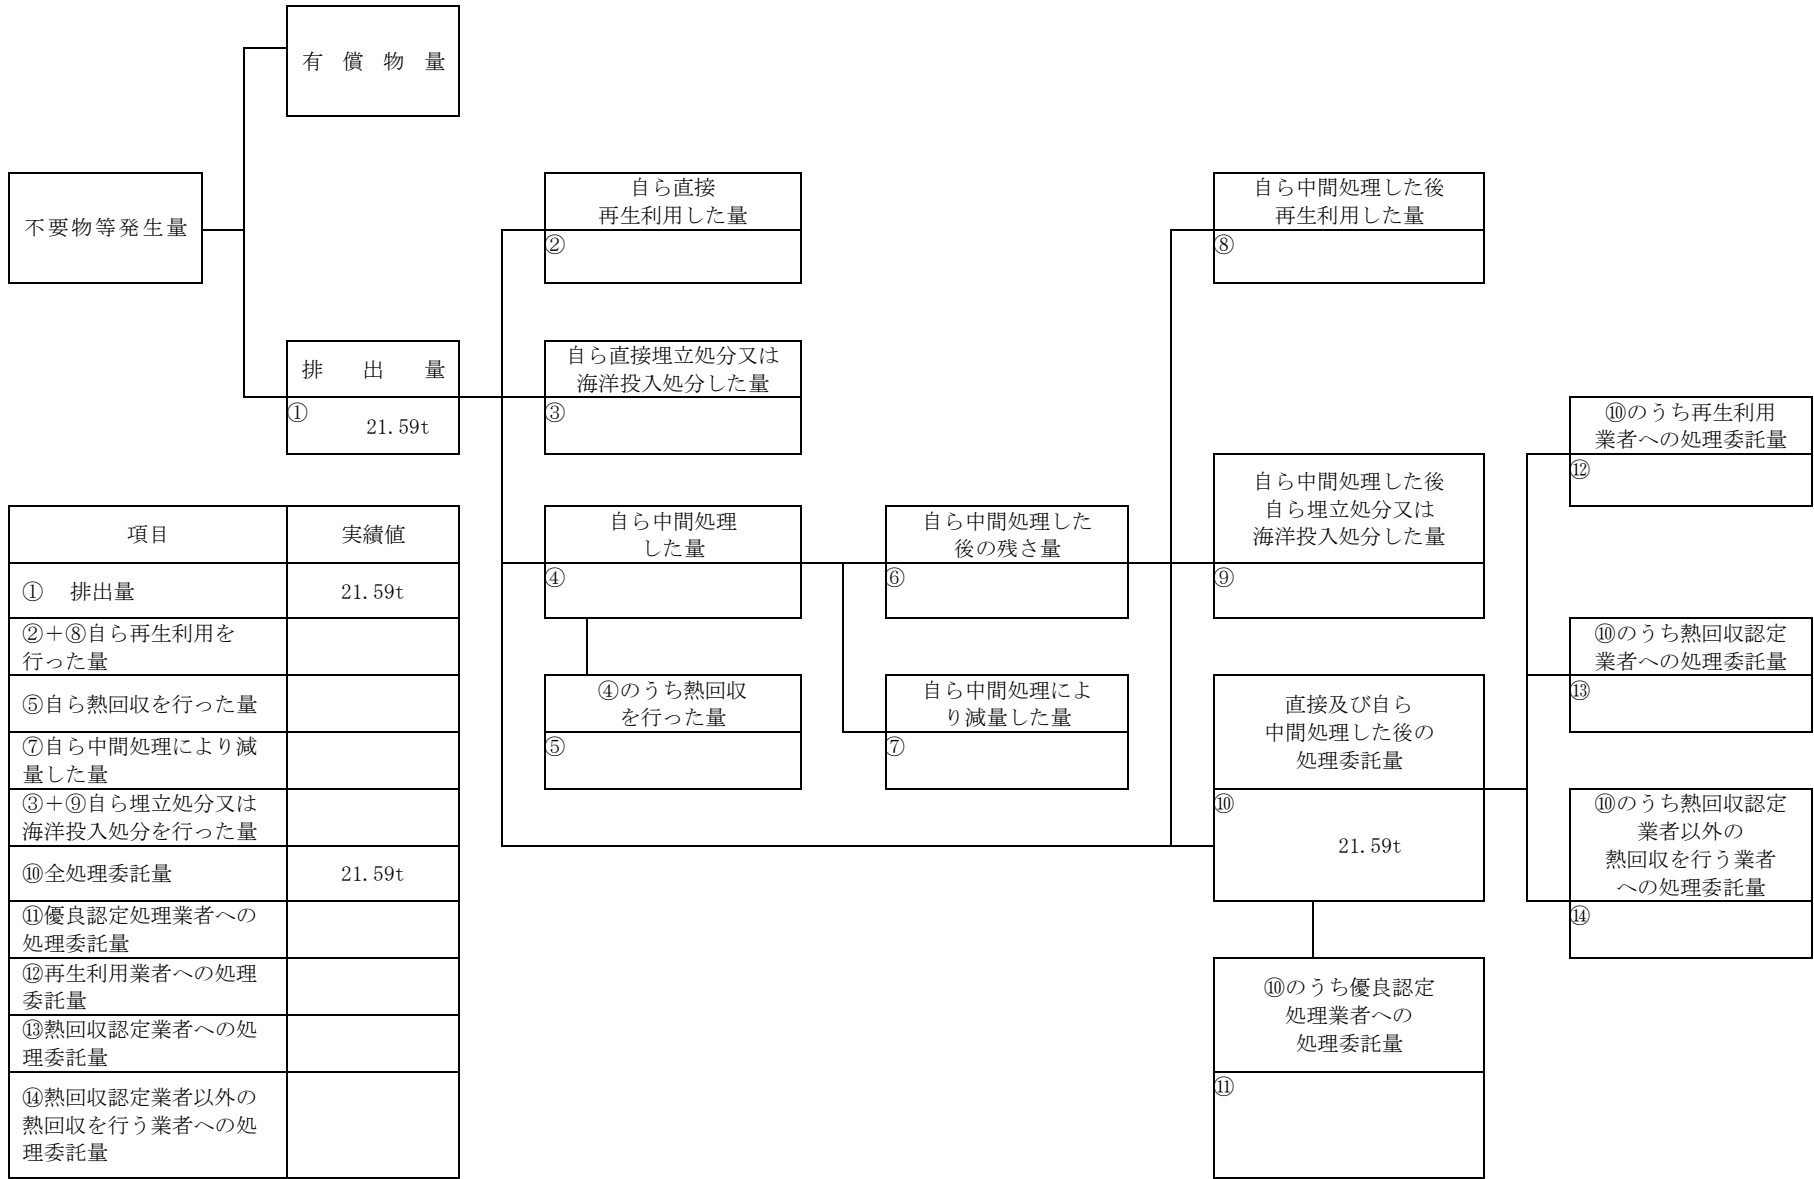 有償物量
不要物等発生量
排出量
①
21.59t
自ら直接
再生利用した量
②
自ら直接埋立処分又は
海洋投入処分した量
③
自ら中間処理
した量
④
④のうち熱回収
を行った量
⑤
自ら中間処理した
後の残さ量
⑥
自ら中間処理によ
り減量した量
⑦
自ら中間処理した後
再生利用した量
⑧
自ら中間処理した後
自ら埋立処分又は
海洋投入処分した量
⑨
直接及び自ら
中間処理した後の
処理委託量
⑩
21.59t
⑩のうち優良認定
処理業者への
処理委託量
⑪
⑩のうち再生利用
業者への処理委託量
⑫
⑩のうち熱回収認定
業者への処理委託量
⑬
⑩のうち熱回収認定
業者以外の
熱回収を行う業者
への処理委託量
⑭
項目 実績値
① 排出量 21.59t
②＋⑧自ら再生利用を
行った量
⑤自ら熱回収を行った量
⑦自ら中間処理により減
量した量
③＋⑨自ら埋立処分又は
海洋投入処分を行った量
⑩全処理委託量 21.59t
⑪優良認定処理業者への
処理委託量
⑫再生利用業者への処理
委託量
⑬熱回収認定業者への処
理委託量
⑭熱回収認定業者以外の
熱回収を行う業者への処
理委託量